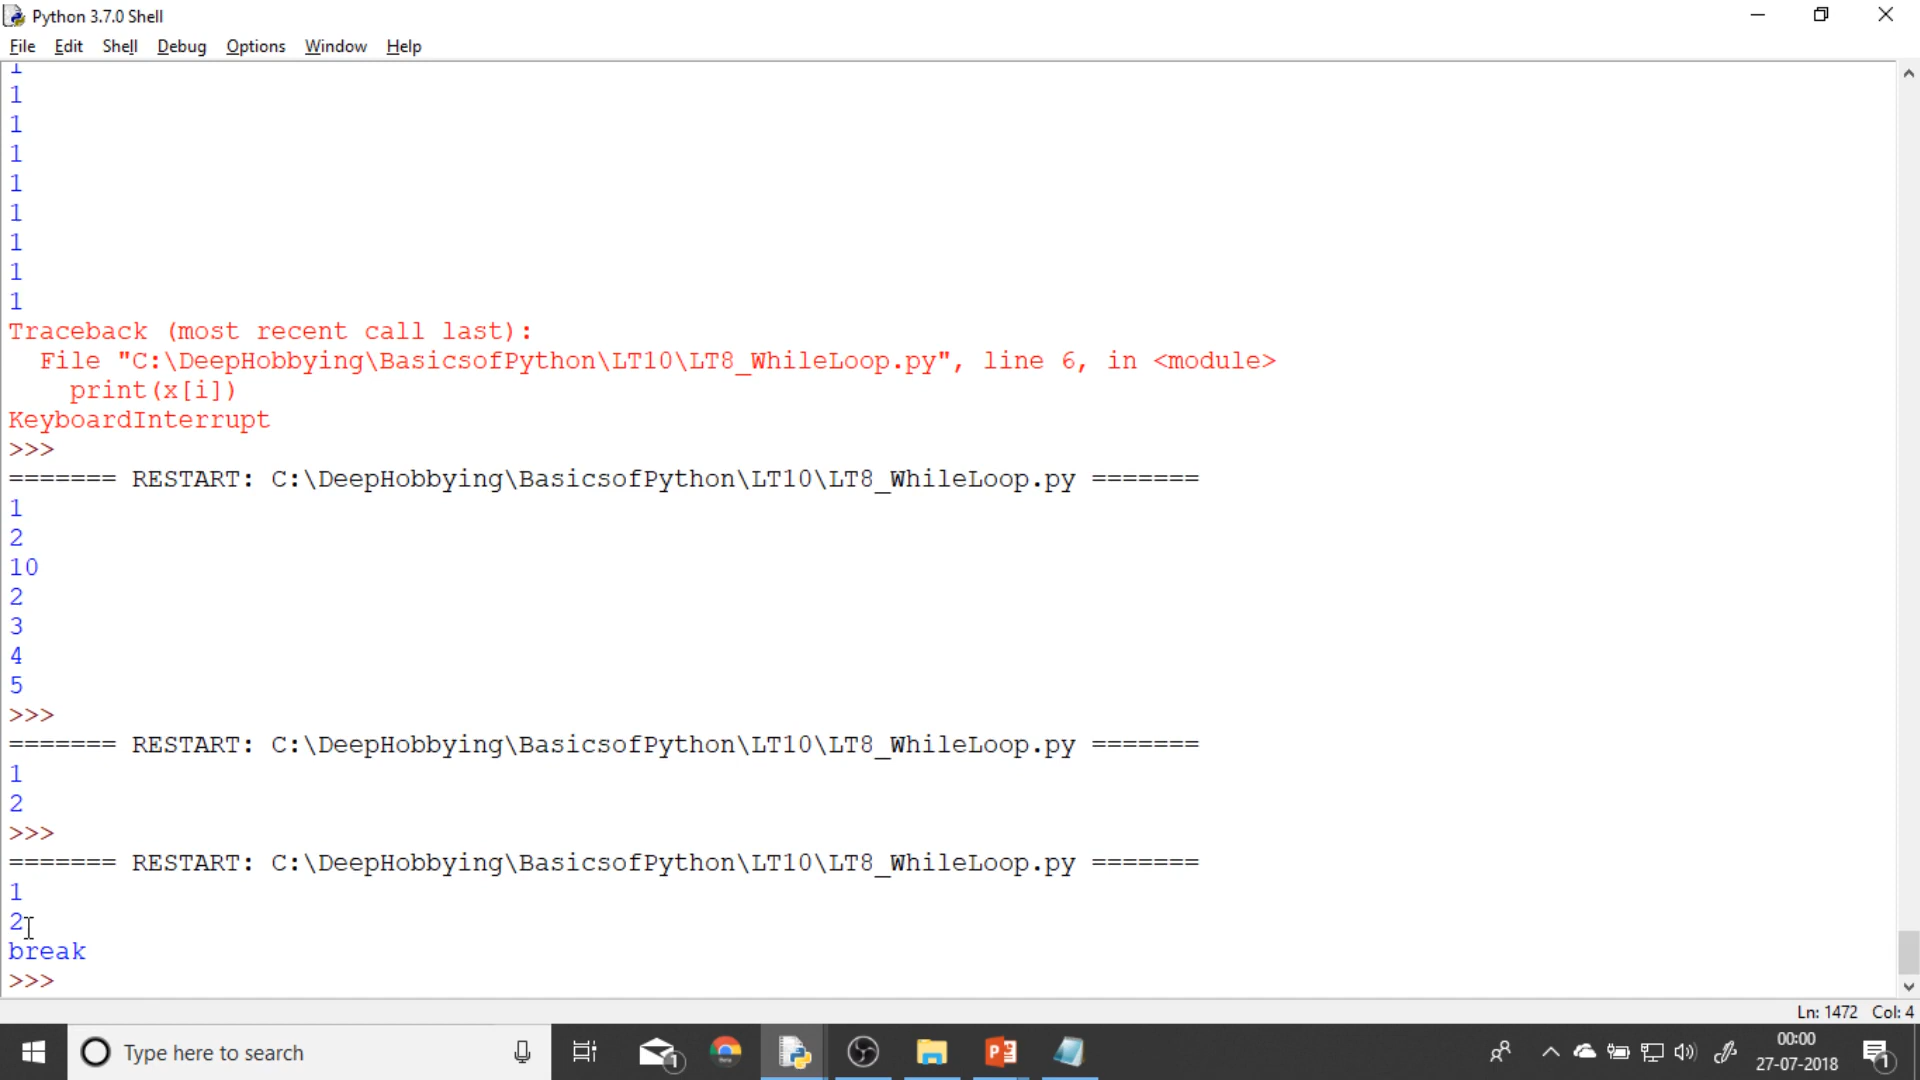 Python 3.7.0 Shell
File Edit Shell Debug Options Window Help
1
1
1
1
1
1
1
1
1
Traceback (most recent call last):
  File "C:\DeepHobbying\BasicsofPython\LT10\LT8_WhileLoop.py", line 6, in <module>
    print(x[i])
KeyboardInterrupt
>>>
======= RESTART: C:\DeepHobbying\BasicsofPython\LT10\LT8_WhileLoop.py =======
1
2
10
2
3
4
5
>>>
======= RESTART: C:\DeepHobbying\BasicsofPython\LT10\LT8_WhileLoop.py =======
1
2
>>>
======= RESTART: C:\DeepHobbying\BasicsofPython\LT10\LT8_WhileLoop.py =======
1
2
break
>>>
Ln: 1472 Col: 4
Type here to search
1
00:00
27-07-2018
1